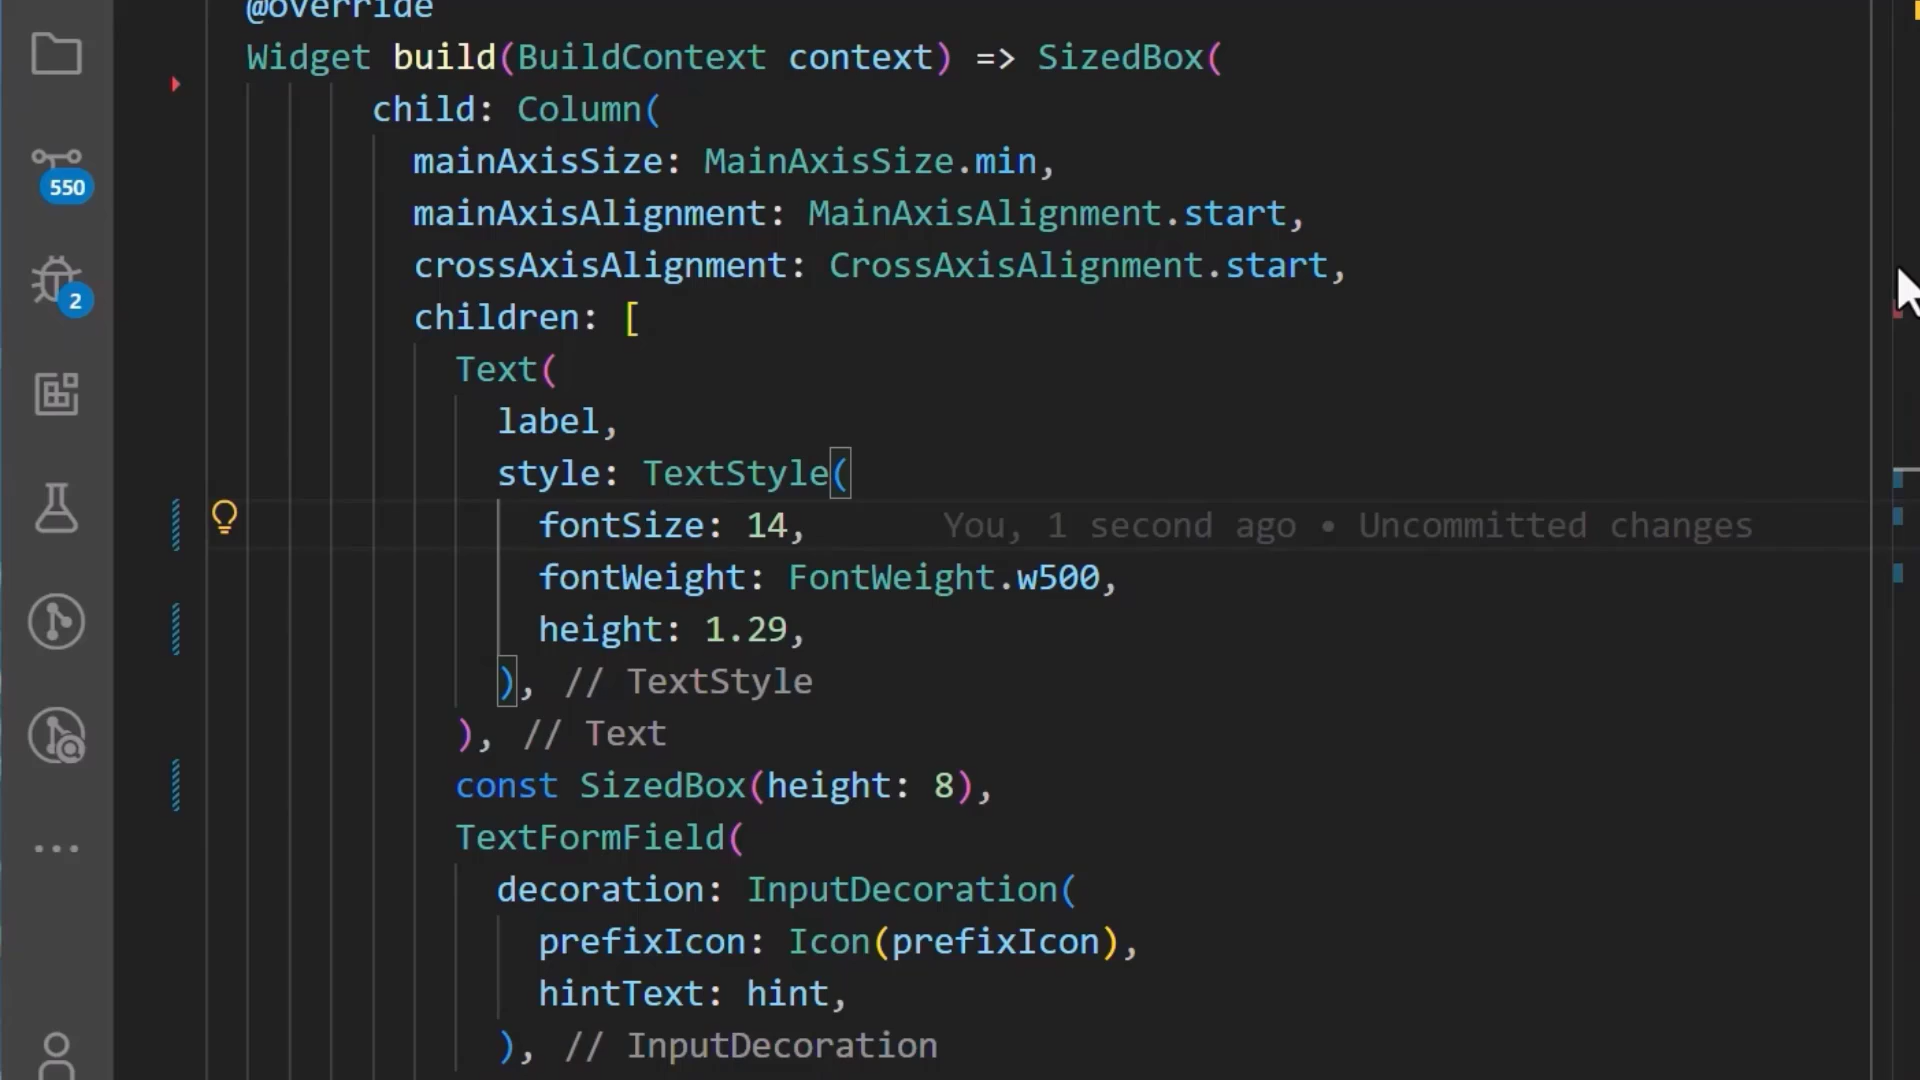 @override
Widget build(BuildContext context) => SizedBox(
child: Column(
550
mainAxisSize: MainAxisSize.min,
mainAxisAlignment: MainAxisAlignment.start,
crossAxisAlignment: CrossAxisAlignment.start,
2
children: [
Text(
label,
style: TextStyle(
fontSize: 14, You, 1 second ago • Uncommitted changes
fontWeight: FontWeight.w500,
height: 1.29,
), // TextStyle
), // Text
const SizedBox(height: 8),
TextFormField(
decoration: InputDecoration(
prefixIcon: Icon(prefixIcon),
hintText: hint,
), // InputDecoration